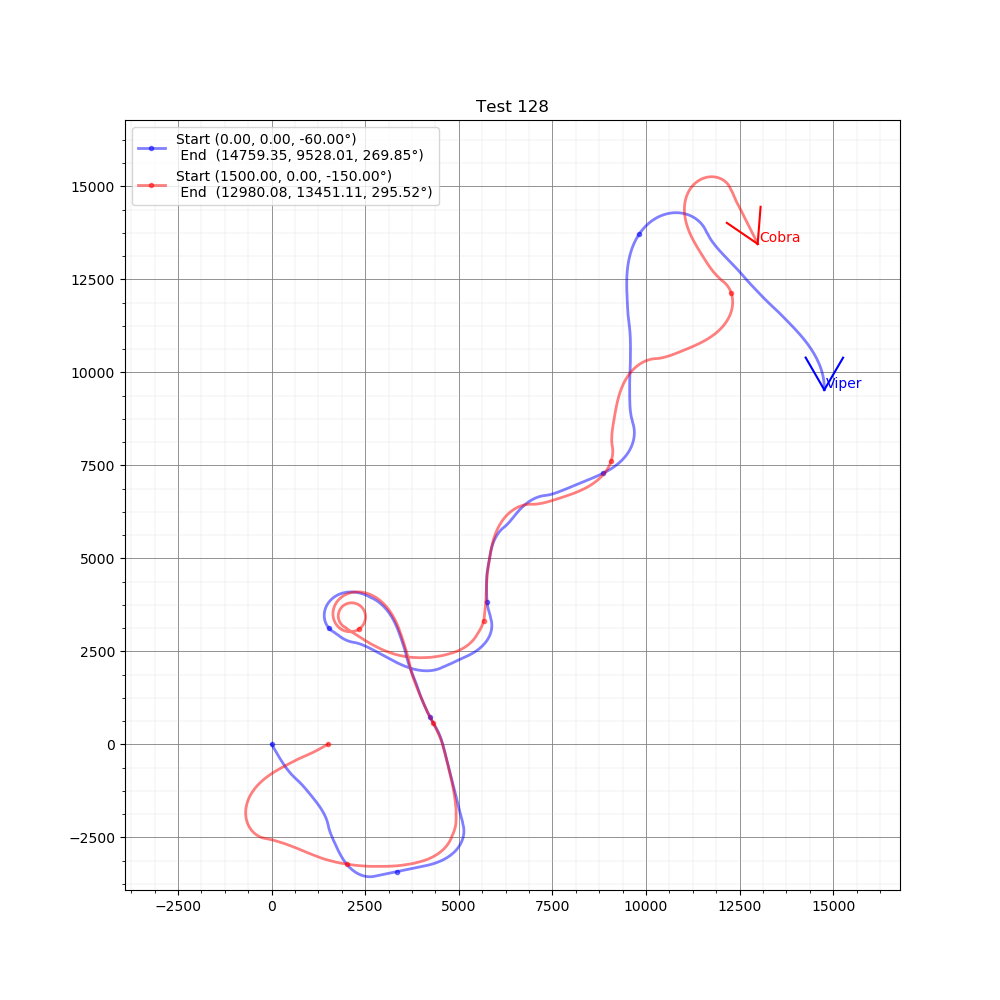 Test 128
Start (0.00, 0.00, -60.00°)
End (14759.35, 9528.01, 269.85°)
Start (1500.00, 0.00, -150.00°)
End (12980.08, 13451.11, 295.52°)
Cobra
Viper
15000
12500
10000
7500
5000
2500
0
−2500
−2500 0 2500 5000 7500 10000 12500 15000